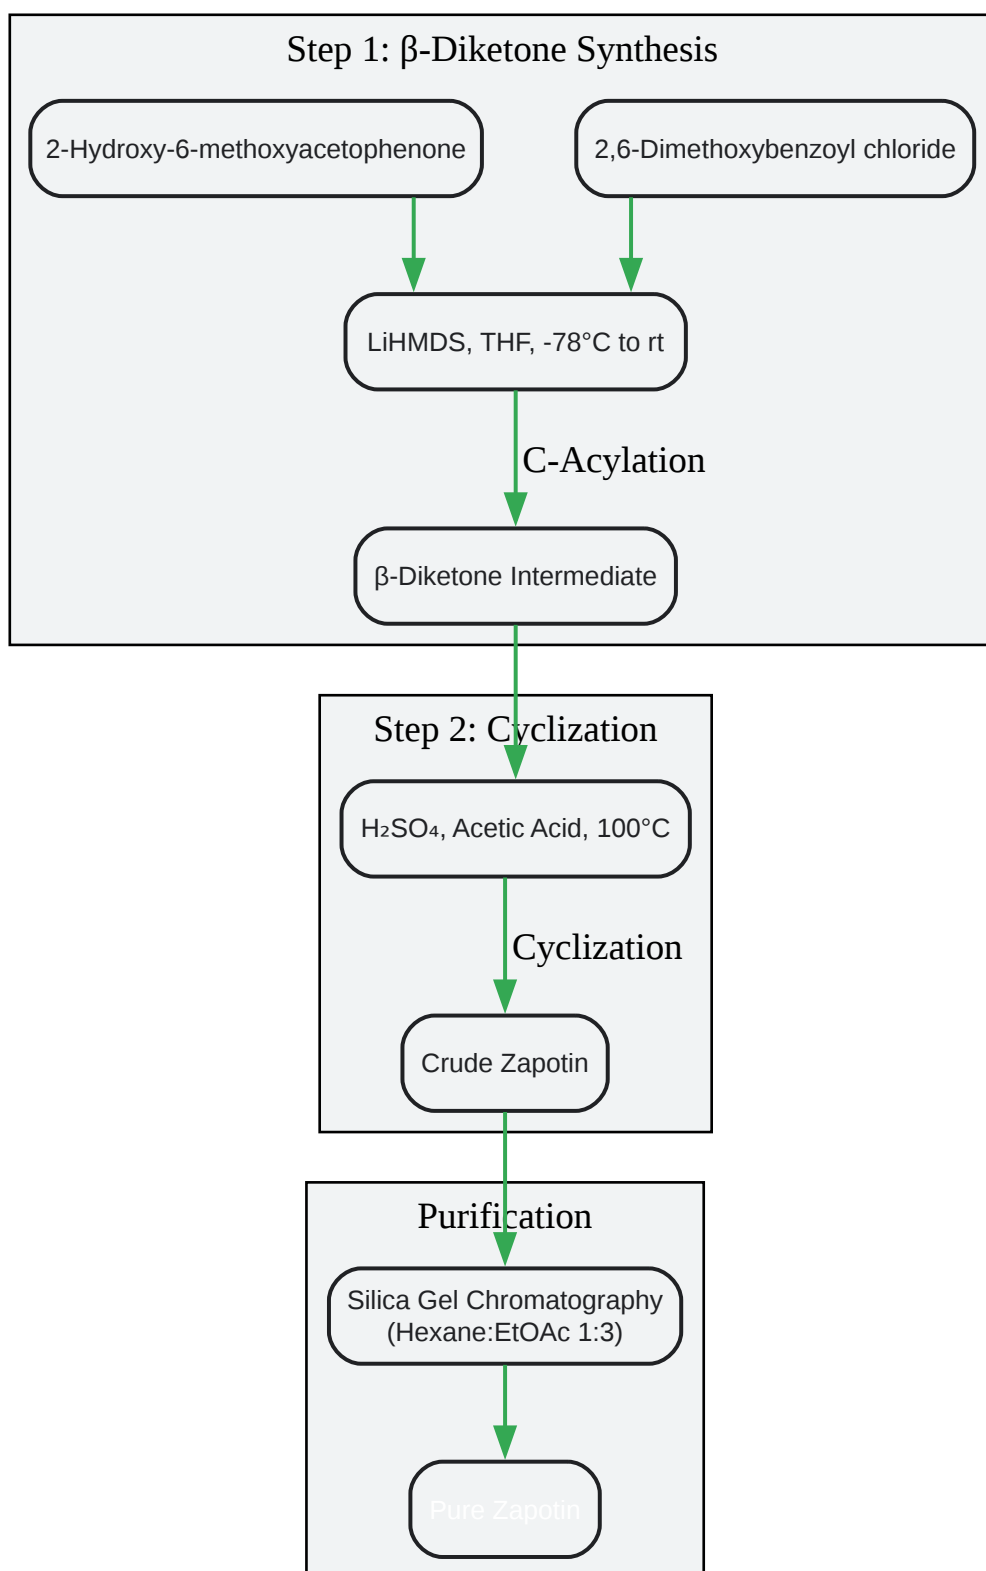 Step 1: β-Diketone Synthesis
2-Hydroxy-6-methoxyacetophenone
2,6-Dimethoxybenzoyl chloride
LiHMDS, THF, -78°C to rt
C-Acylation
β-Diketone Intermediate
Step 2: Cyclization
H₂SO₄, Acetic Acid, 100°C
Cyclization
Crude Zapotin
Purification
Silica Gel Chromatography
(Hexane:EtOAc 1:3)
Pure Zapotin